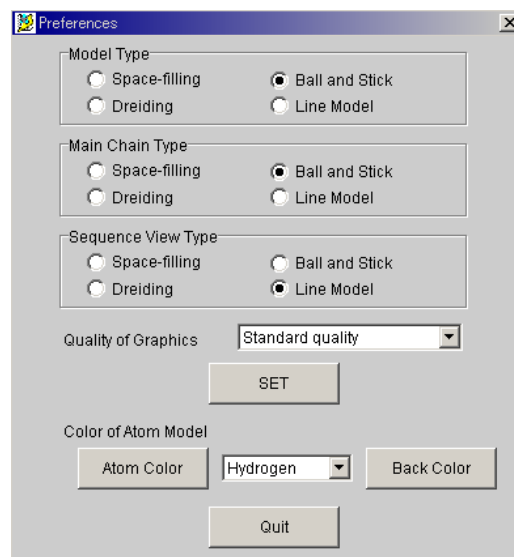 Preferences
Model Type
Space-filling Ball and Stick
Dreiding Line Model
Main Chain Type
Space-filling Ball and Stick
Dreiding Line Model
Sequence View Type
Space-filling Ball and Stick
Dreiding Line Model
Quality of Graphics Standard quality
SET
Color of Atom Model
Atom Color Hydrogen Back Color
Quit